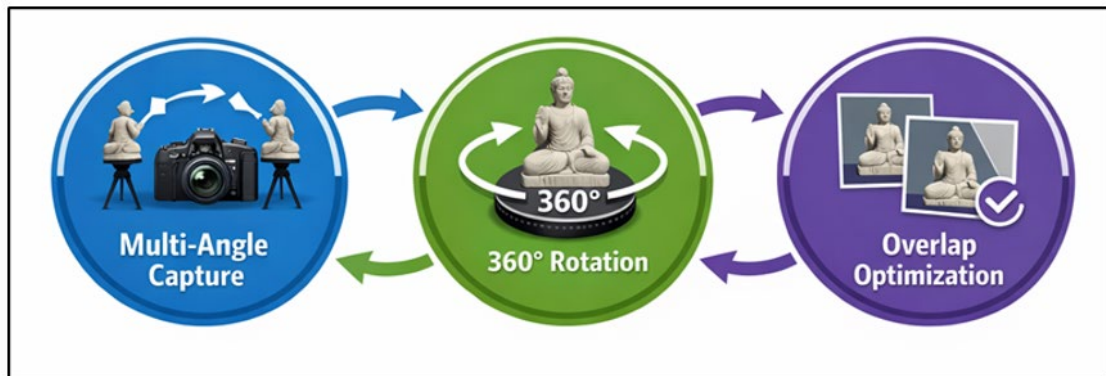 360°
Multi-Angle
Capture
360° Rotation
Overlap
Optimization